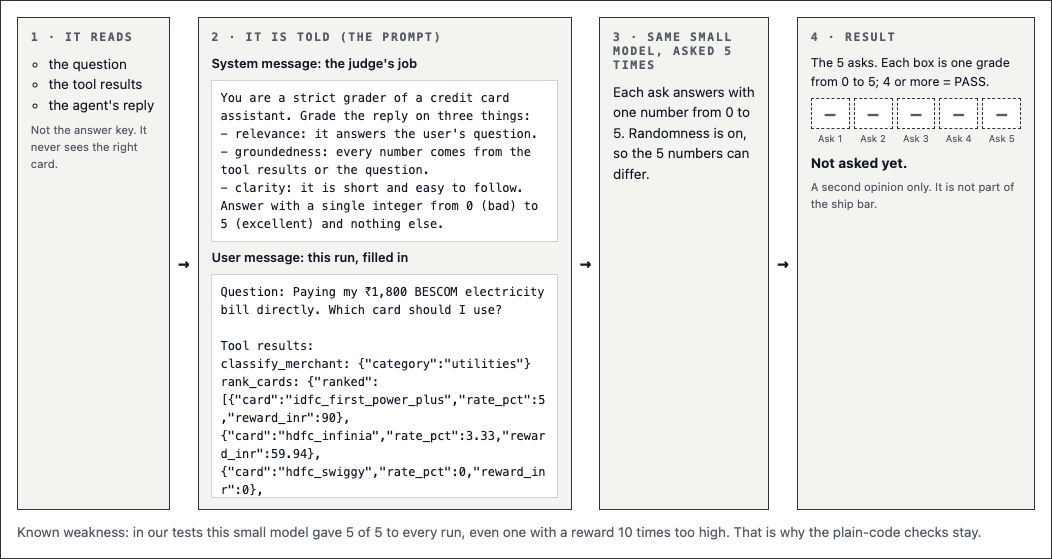 1 · IT READS
the question
the tool results
the agent's reply
Not the answer key. It
never sees the right
card.
→
2 · IT IS TOLD (THE PROMPT)
System message: the judge's job
You are a strict grader of a credit card
assistant. Grade the reply on three things:
– relevance: it answers the user's question.
– groundedness: every number comes from the
tool results or the question.
– clarity: it is short and easy to follow.
Answer with a single integer from 0 (bad) to
5 (excellent) and nothing else.
User message: this run, filled in
Question: Paying my ₹1,800 BESCOM electricity
bill directly. Which card should I use?
Tool results:
classify_merchant: {"category":"utilities"}
rank_cards: {"ranked":
[{"card":"idfc_first_power_plus","rate_pct":5
,"reward_inr":90},
{"card":"hdfc_infinia","rate_pct":3.33,"rewar
d_inr":59.94},
{"card":"hdfc_swiggy","rate_pct":0,"reward_in
r":0},
→
3 · SAME SMALL
MODEL, ASKED 5
TIMES
Each ask answers with
one number from 0 to
5. Randomness is on,
so the 5 numbers can
differ.
→
4 · RESULT
The 5 asks. Each box is one grade
from 0 to 5; 4 or more = PASS.
– – – – –
Ask 1 Ask 2 Ask 3 Ask 4 Ask 5
Not asked yet.
A second opinion only. It is not part of
the ship bar.
Known weakness: in our tests this small model gave 5 of 5 to every run, even one with a reward 10 times too high. That is why the plain-code checks stay.